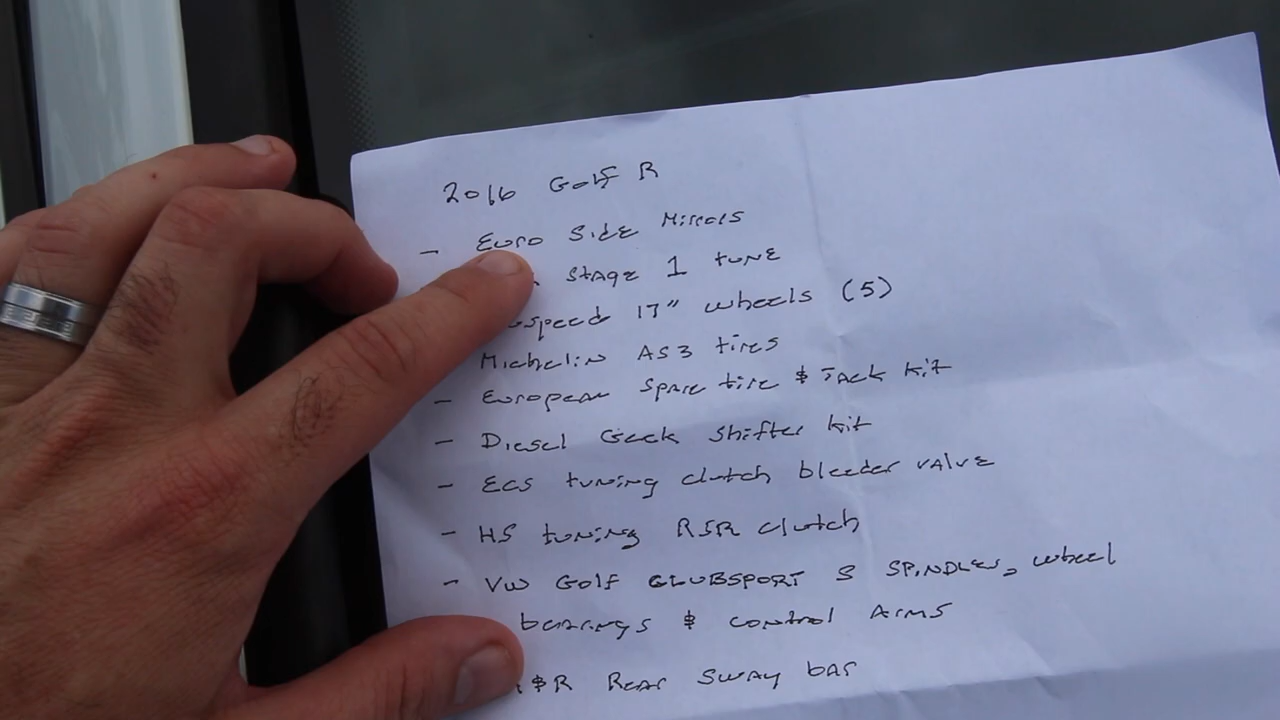 2016 Golf R
- Euro Side Mirrors
Stage 1 tune
17" wheels (5)
Michelin AS3 tires
- European Spare tire & Jack Kit
- Diesel Geek Shifter kit
- ECS tuning clutch bleeder valve
- HS tuning RSR clutch
- VW Golf CLUBSPORT S SPINDLES, wheel
bearings & control Arms
&R Rear Sway bar